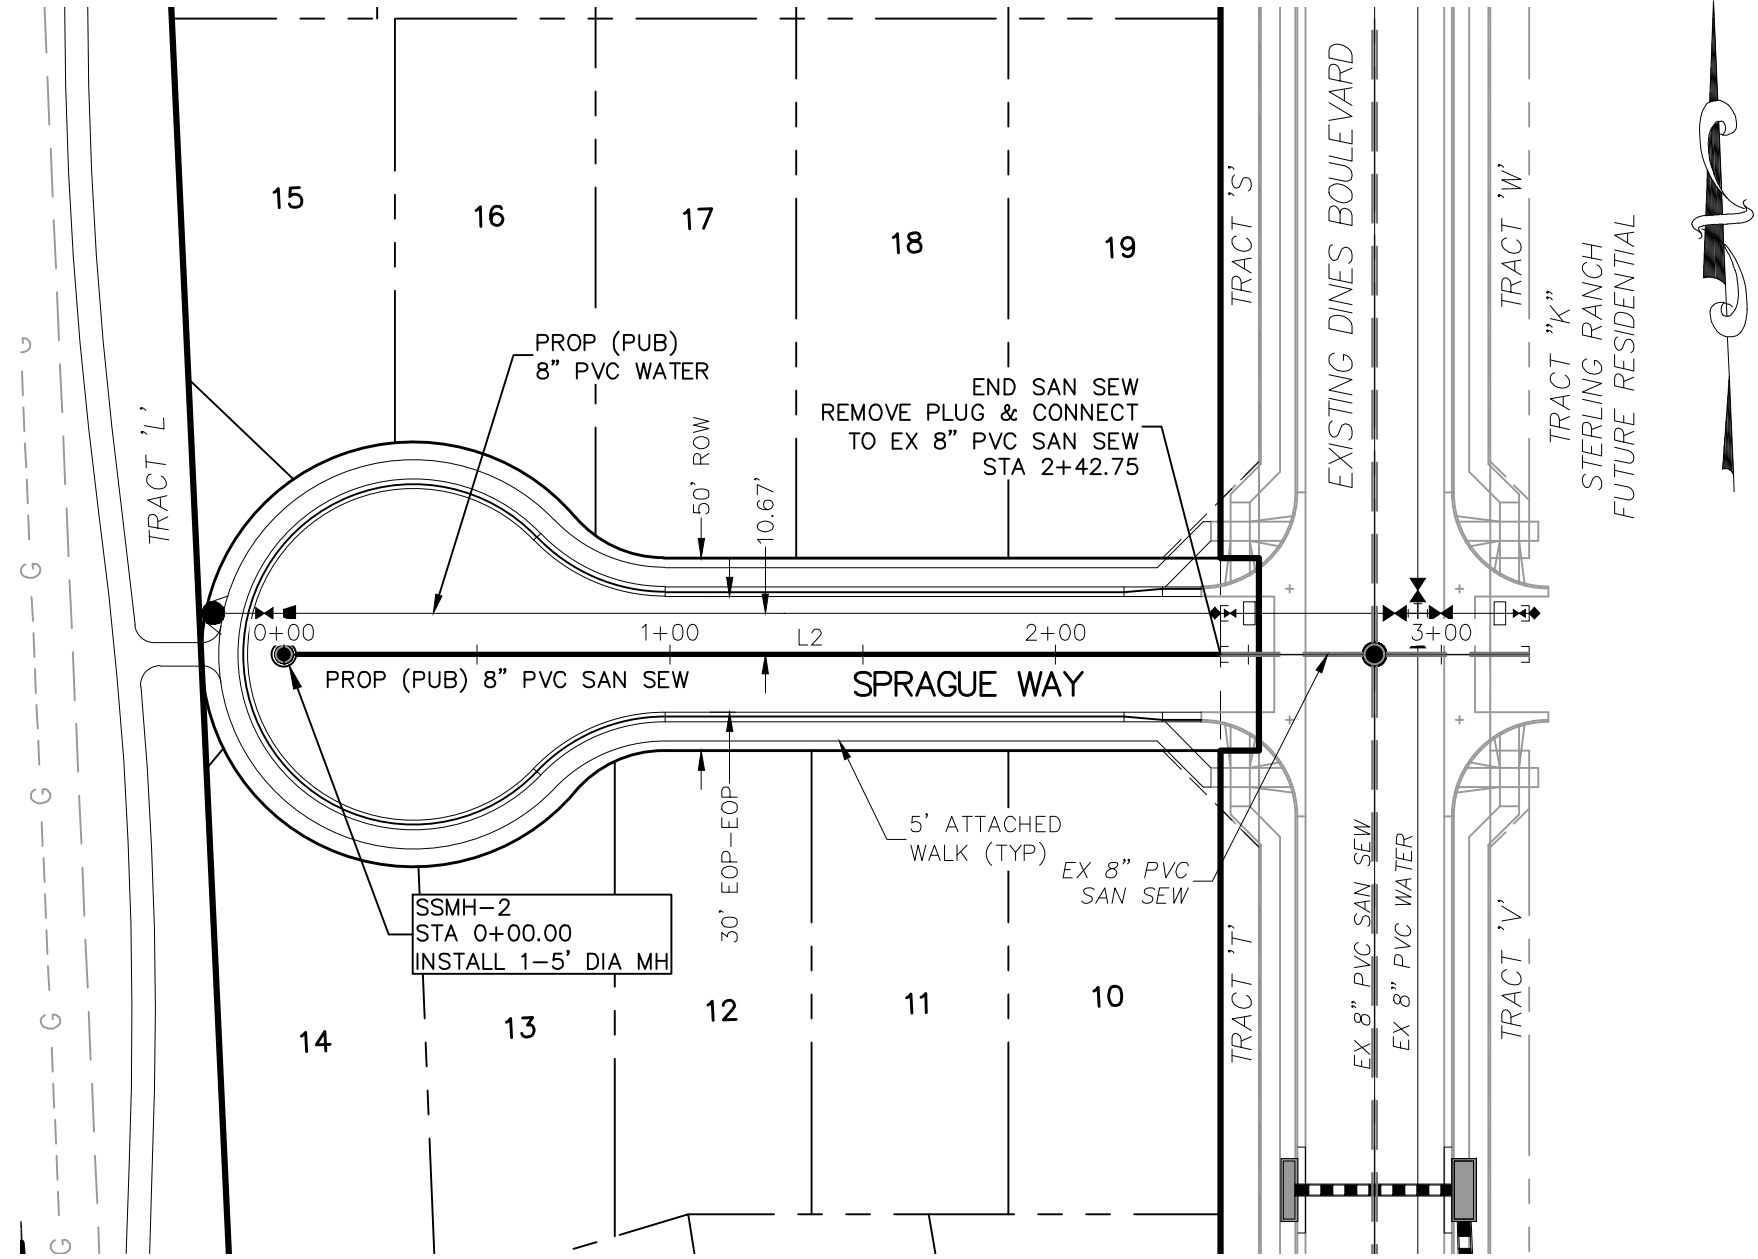 15
16
17
18
19
PROP (PUB)
8" PVC WATER
END SAN SEW
REMOVE PLUG & CONNECT
TO EX 8" PVC SAN SEW
STA 2+42.75
50' ROW
10.67'
TRACT 'L'
TRACT 'S'
EXISTING DINES BOULEVARD
TRACT 'W'
TRACT "K"
STERLING RANCH
FUTURE RESIDENTIAL
0+00
1+00
L2
2+00
3+00
PROP (PUB) 8" PVC SAN SEW
SPRAGUE WAY
30' EOP-EOP
5' ATTACHED
WALK (TYP)
EX 8" PVC
SAN SEW
SSMH-2
STA 0+00.00
INSTALL 1-5' DIA MH
14
13
12
11
10
TRACT 'T'
EX 8" PVC SAN SEW
EX 8" PVC WATER
TRACT 'V'
G
G
G
G
G